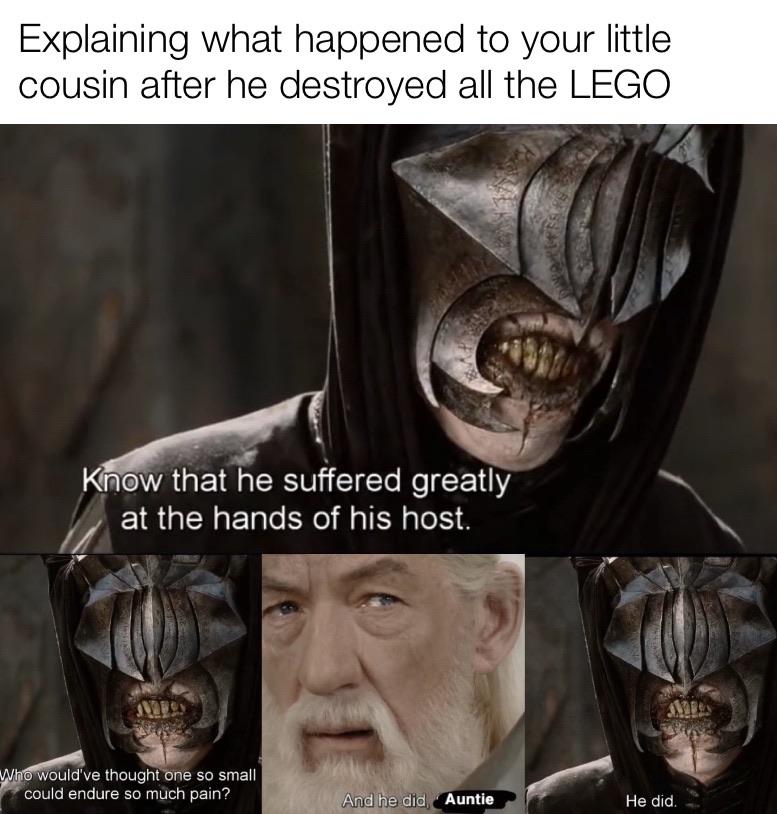 Explaining what happened to your little
cousin after he destroyed all the LEGO
Know that he suffered greatly
at the hands of his host.
Who would've thought one so small
could endure so much pain?
And he did, Auntie
He did.